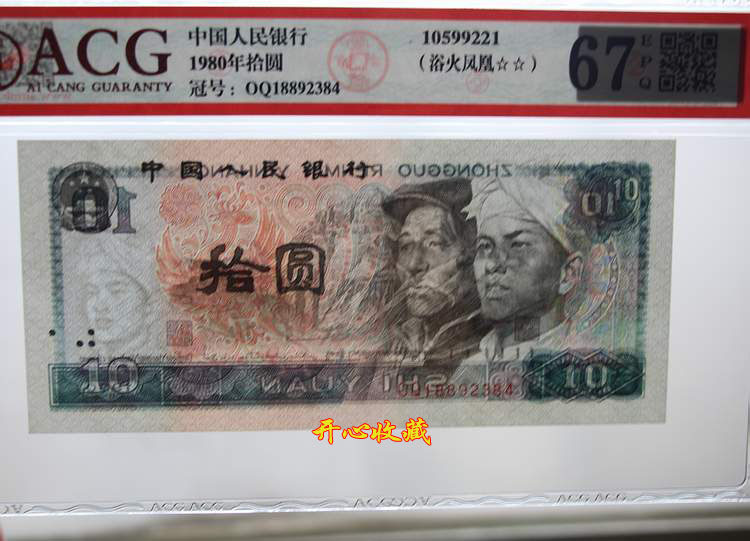 ACG
AI CANG GUARANTY
中国人民银行
1980年拾圆
冠号: OQ18892384
10599221
(浴火凤凰☆☆)
67
E
P
Q
中国人民银行
拾圆
10
10
10
OQ18892384
开心收藏